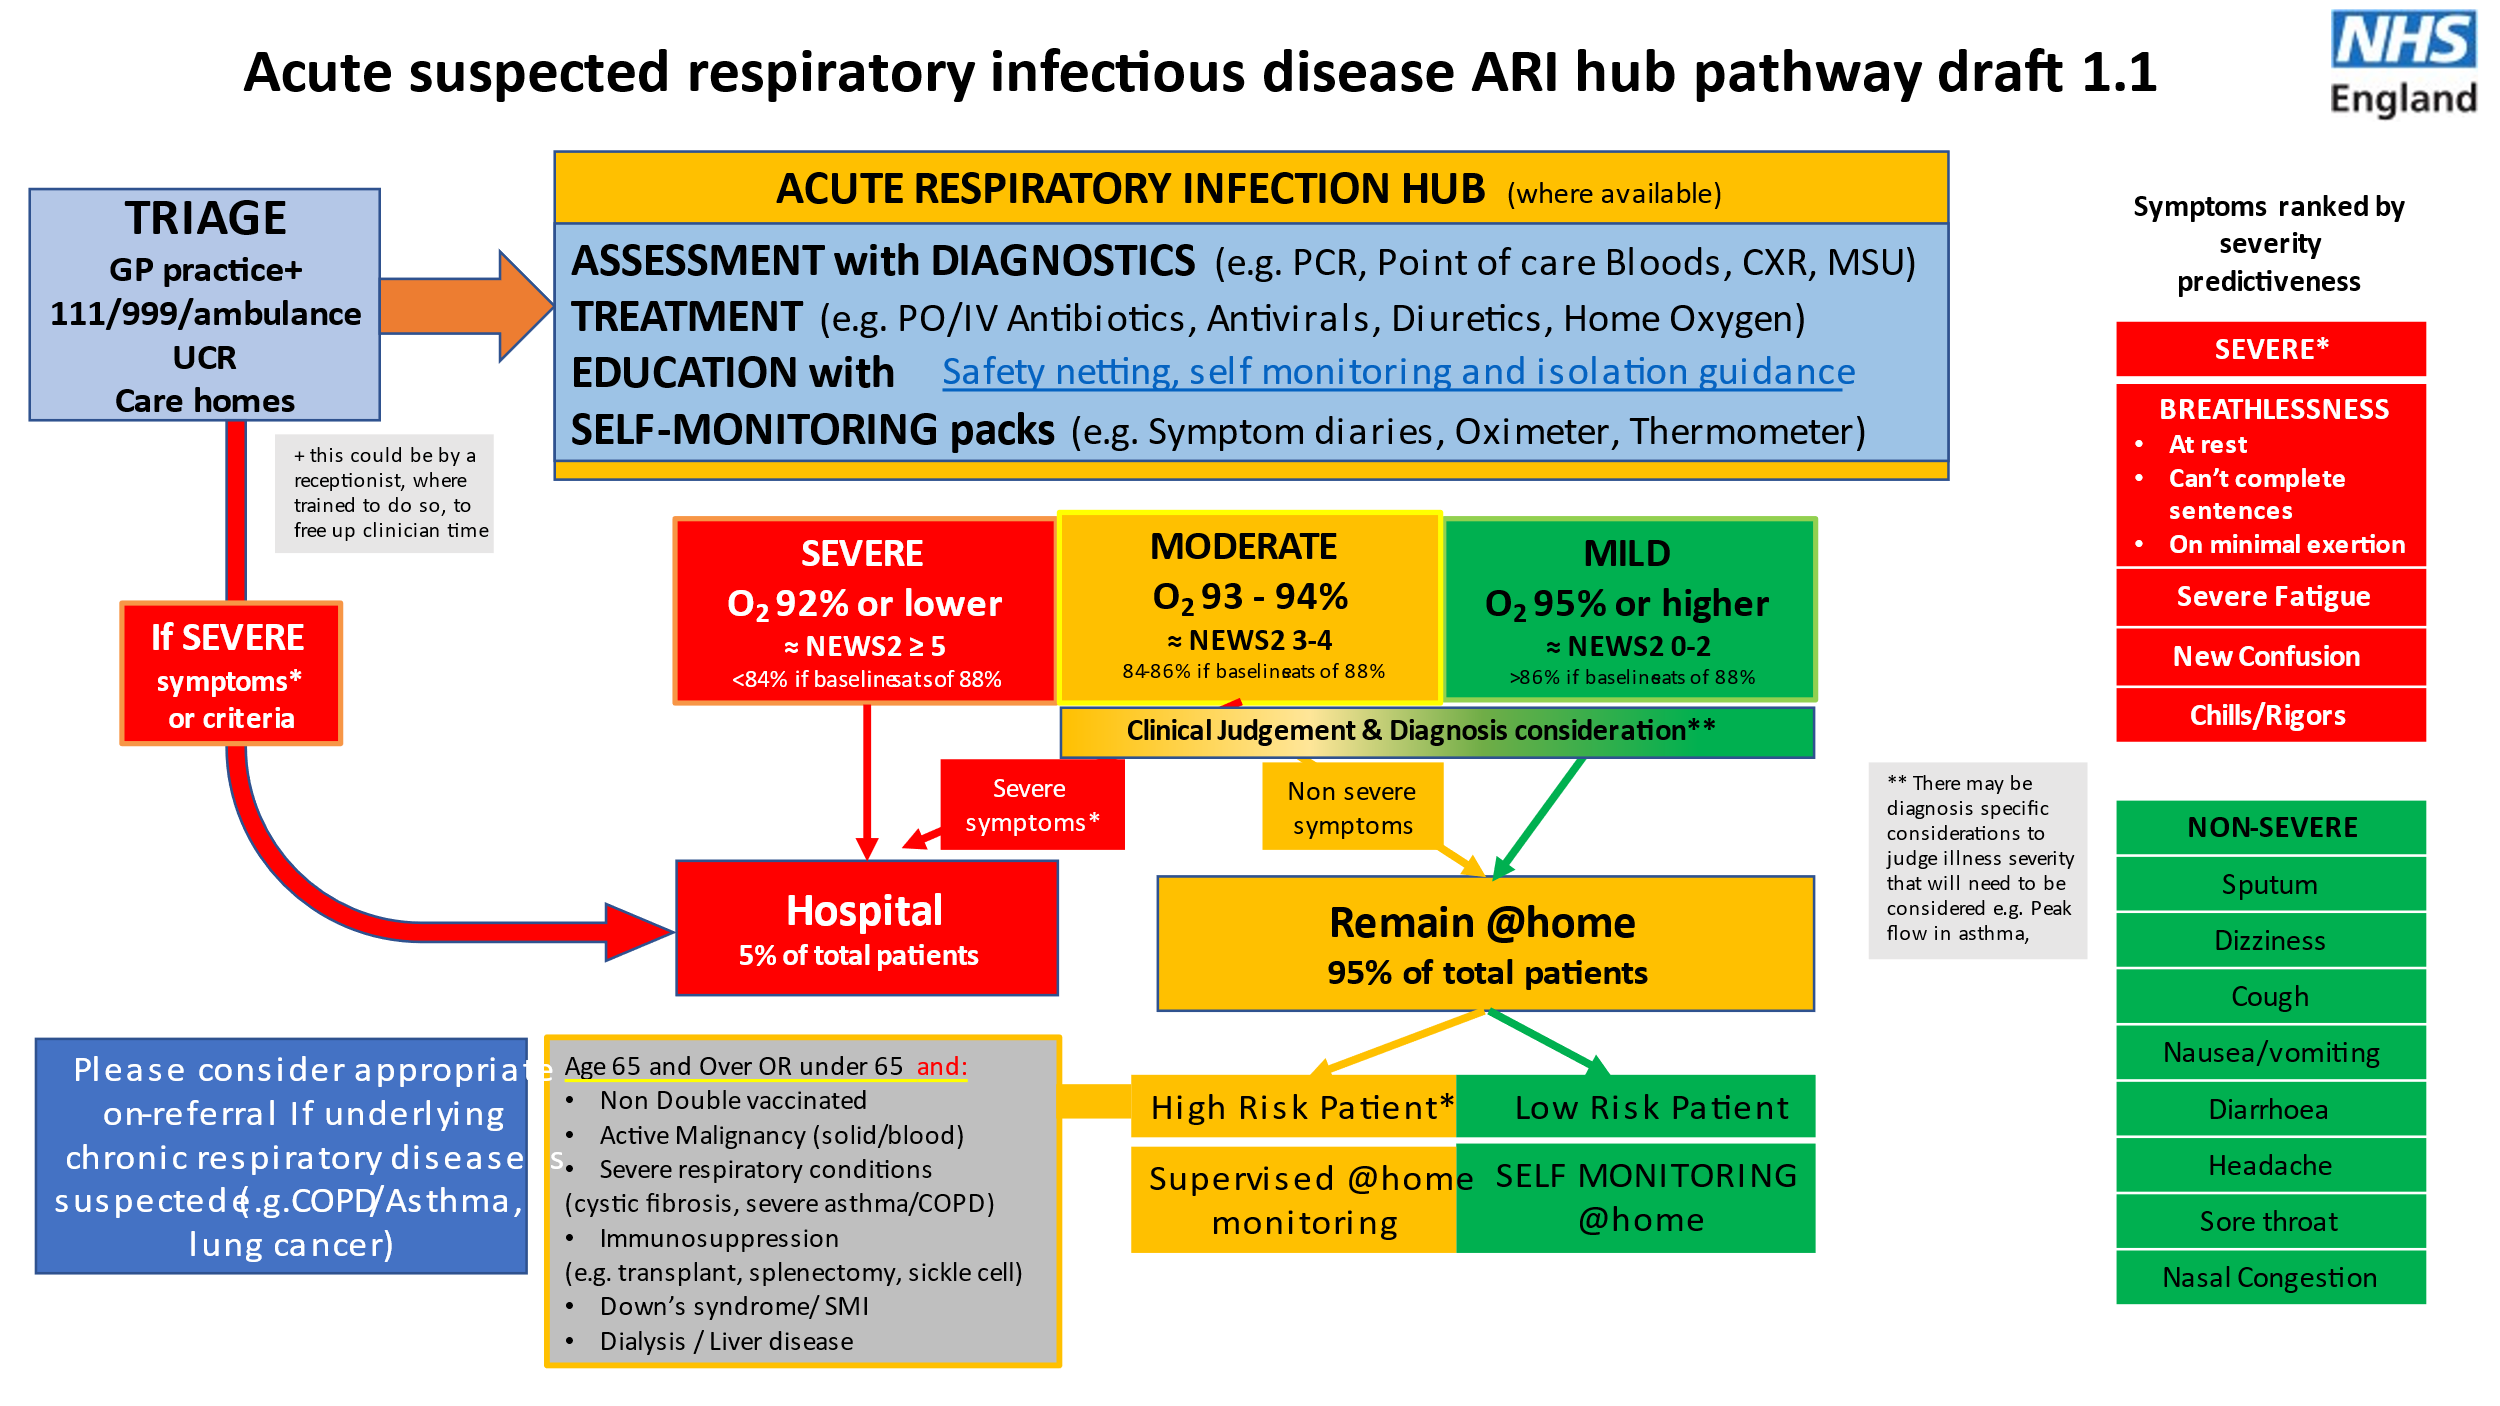 Acute suspected respiratory infectious disease ARI hub pathway draft 1.1
NHS
England
TRIAGE
GP practice+
111/999/ambulance
UCR
Care homes
+ this could be by a
receptionist, where
trained to do so, to
free up clinician time
If SEVERE
symptoms*
or criteria
ACUTE RESPIRATORY INFECTION HUB (where available)
ASSESSMENT with DIAGNOSTICS (e.g. PCR, Point of care Bloods, CXR, MSU)
TREATMENT (e.g. PO/IV Antibiotics, Antivirals, Diuretics, Home Oxygen)
EDUCATION with Safety netting, self monitoring and isolation guidance
SELF-MONITORING packs (e.g. Symptom diaries, Oximeter, Thermometer)
SEVERE
O₂ 92% or lower
≈ NEWS2 ≥ 5
<84% if baseline sats of 88%
MODERATE
O₂ 93 - 94%
≈ NEWS2 3-4
84-86% if baseline sats of 88%
MILD
O₂ 95% or higher
≈ NEWS2 0-2
>86% if baseline sats of 88%
Clinical Judgement & Diagnosis consideration**
Severe
symptoms*
Non severe
symptoms
Hospital
5% of total patients
Remain @home
95% of total patients
High Risk Patient*
Supervised @home
monitoring
Low Risk Patient
SELF MONITORING
@home
Please consider appropriate
on-referral If underlying
chronic respiratory disease is
suspected (e.g. COPD/Asthma,
lung cancer)
Age 65 and Over OR under 65 and:
• Non Double vaccinated
• Active Malignancy (solid/blood)
• Severe respiratory conditions
(cystic fibrosis, severe asthma/COPD)
• Immunosuppression
(e.g. transplant, splenectomy, sickle cell)
• Down's syndrome/ SMI
• Dialysis / Liver disease
** There may be
diagnosis specific
considerations to
judge illness severity
that will need to be
considered e.g. Peak
flow in asthma,
Symptoms ranked by
severity
predictiveness
SEVERE*
BREATHLESSNESS
• At rest
• Can't complete
sentences
• On minimal exertion
Severe Fatigue
New Confusion
Chills/Rigors
NON-SEVERE
Sputum
Dizziness
Cough
Nausea/vomiting
Diarrhoea
Headache
Sore throat
Nasal Congestion